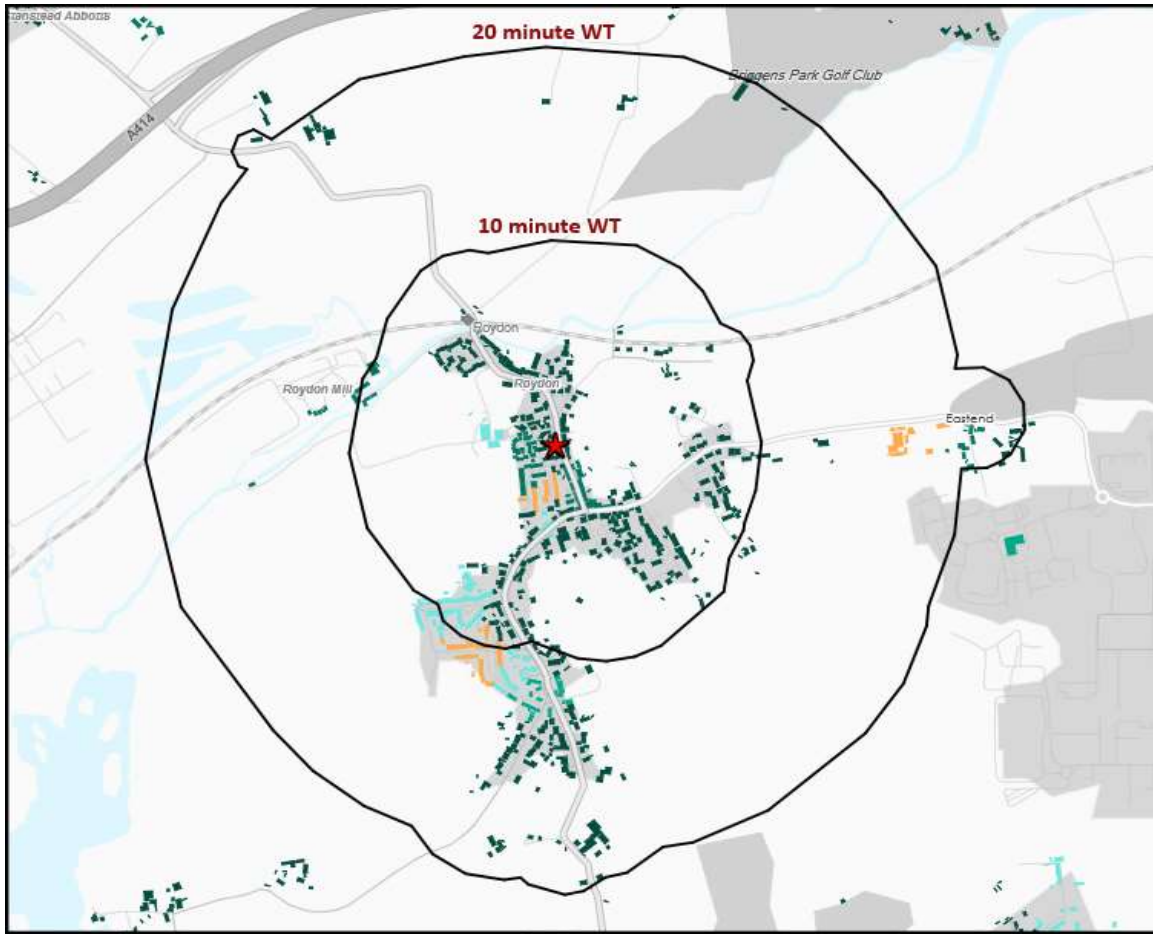 Stanstead Abbotts
20 minute WT
Briggens Park Golf Club
A414
10 minute WT
Roydon
Roydon
Roydon Mill
Eastend